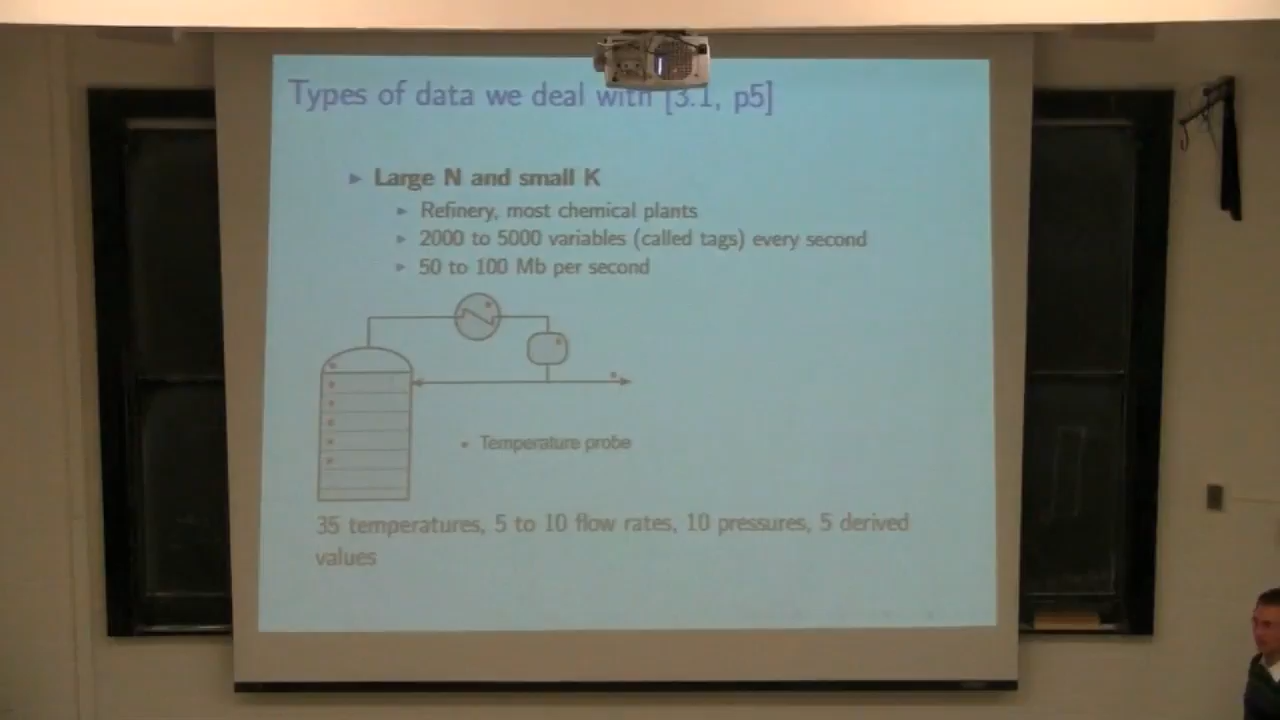 Types of data we deal with [3.1, p5]
Large N and small K
Refinery, most chemical plants
2000 to 5000 variables (called tags) every second
50 to 100 Mb per second
Temperature probe
35 temperatures, 5 to 10 flow rates, 10 pressures, 5 derived
values